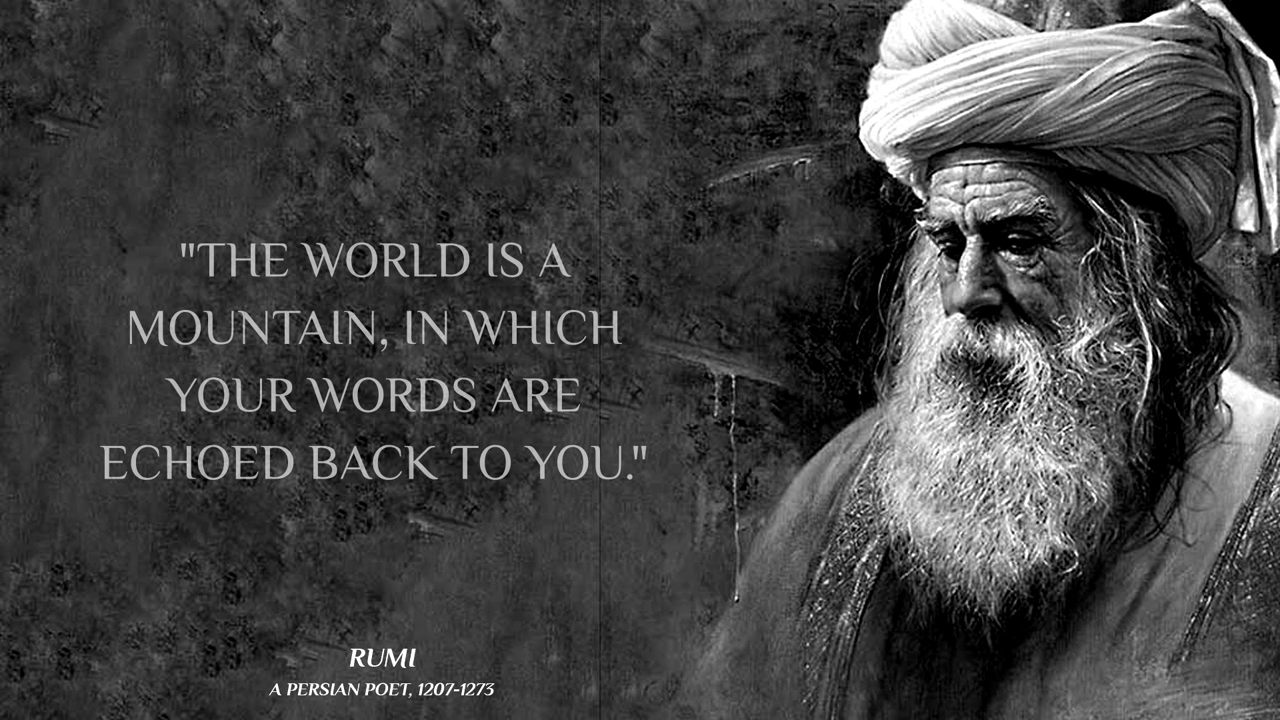 "THE WORLD IS A
MOUNTAIN, IN WHICH
YOUR WORDS ARE
ECHOED BACK TO YOU."
RUMI
A PERSIAN POET, 1207-1273